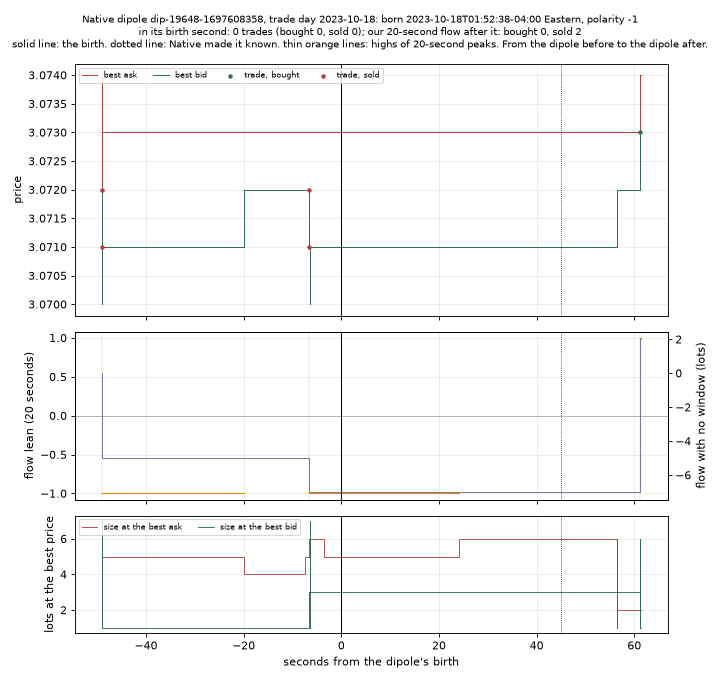 Native dipole dip-19648-1697608358, trade day 2023-10-18: born 2023-10-18T01:52:38-04:00 Eastern, polarity -1
in its birth second: 0 trades (bought 0, sold 0); our 20-second flow after it: bought 0, sold 2
solid line: the birth. dotted line: Native made it known. thin orange lines: highs of 20-second peaks. From the dipole before to the dipole after.
best ask best bid trade, bought trade, sold
3.0740
3.0735
3.0730
3.0725
3.0720
3.0715
3.0710
3.0705
3.0700
price
1.0
0.5
0.0
−0.5
−1.0
flow lean (20 seconds)
2
0
−2
−4
−6
flow with no window (lots)
size at the best ask size at the best bid
6
4
2
lots at the best price
−40 −20 0 20 40 60
seconds from the dipole's birth